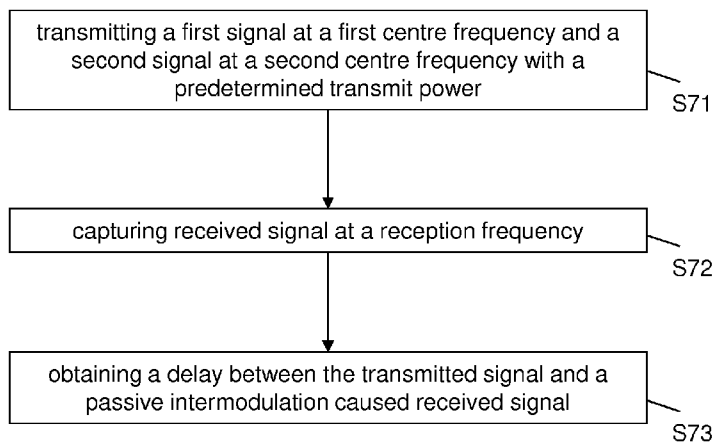 transmitting a first signal at a first centre frequency and a
second signal at a second centre frequency with a
predetermined transmit power
S71
capturing received signal at a reception frequency
S72
obtaining a delay between the transmitted signal and a
passive intermodulation caused received signal
S73